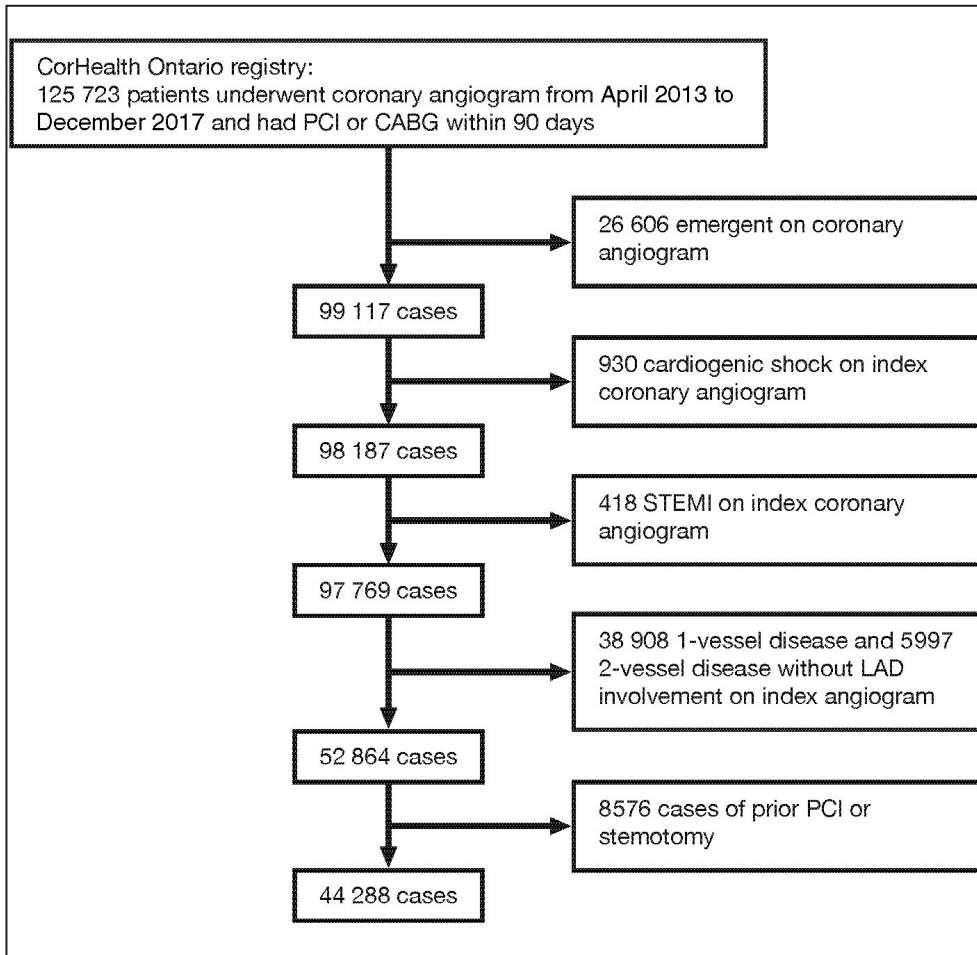 CorHealth Ontario registry:
125 723 patients underwent coronary angiogram from April 2013 to
December 2017 and had PCI or CABG within 90 days
26 606 emergent on coronary
angiogram
99 117 cases
930 cardiogenic shock on index
coronary angiogram
98 187 cases
418 STEMI on index coronary
angiogram
97 769 cases
38 908 1-vessel disease and 5997
2-vessel disease without LAD
involvement on index angiogram
52 864 cases
8576 cases of prior PCI or
stemotomy
44 288 cases